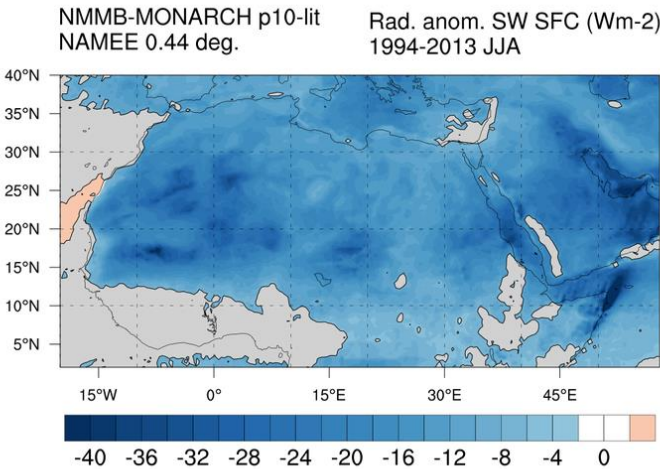 NMMB-MONARCH p10-lit
NAMEE 0.44 deg.
Rad. anom. SW SFC (Wm-2)
1994-2013 JJA
40°N
35°N
30°N
25°N
20°N
15°N
10°N
5°N
15°W 0° 15°E 30°E 45°E
-40 -36 -32 -28 -24 -20 -16 -12 -8 -4 0